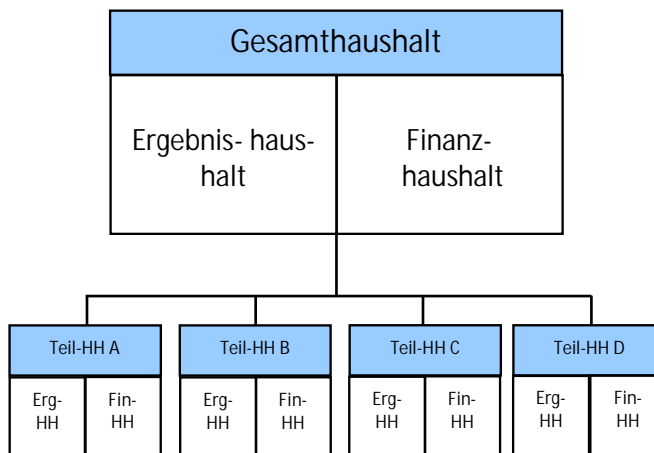 Gesamthaushalt
Ergebnis- haus-
halt
Finanz-
haushalt
Teil-HH A
Teil-HH B
Teil-HH C
Teil-HH D
Erg-
HH
Fin-
HH
Erg-
HH
Fin-
HH
Erg-
HH
Fin-
HH
Erg-
HH
Fin-
HH